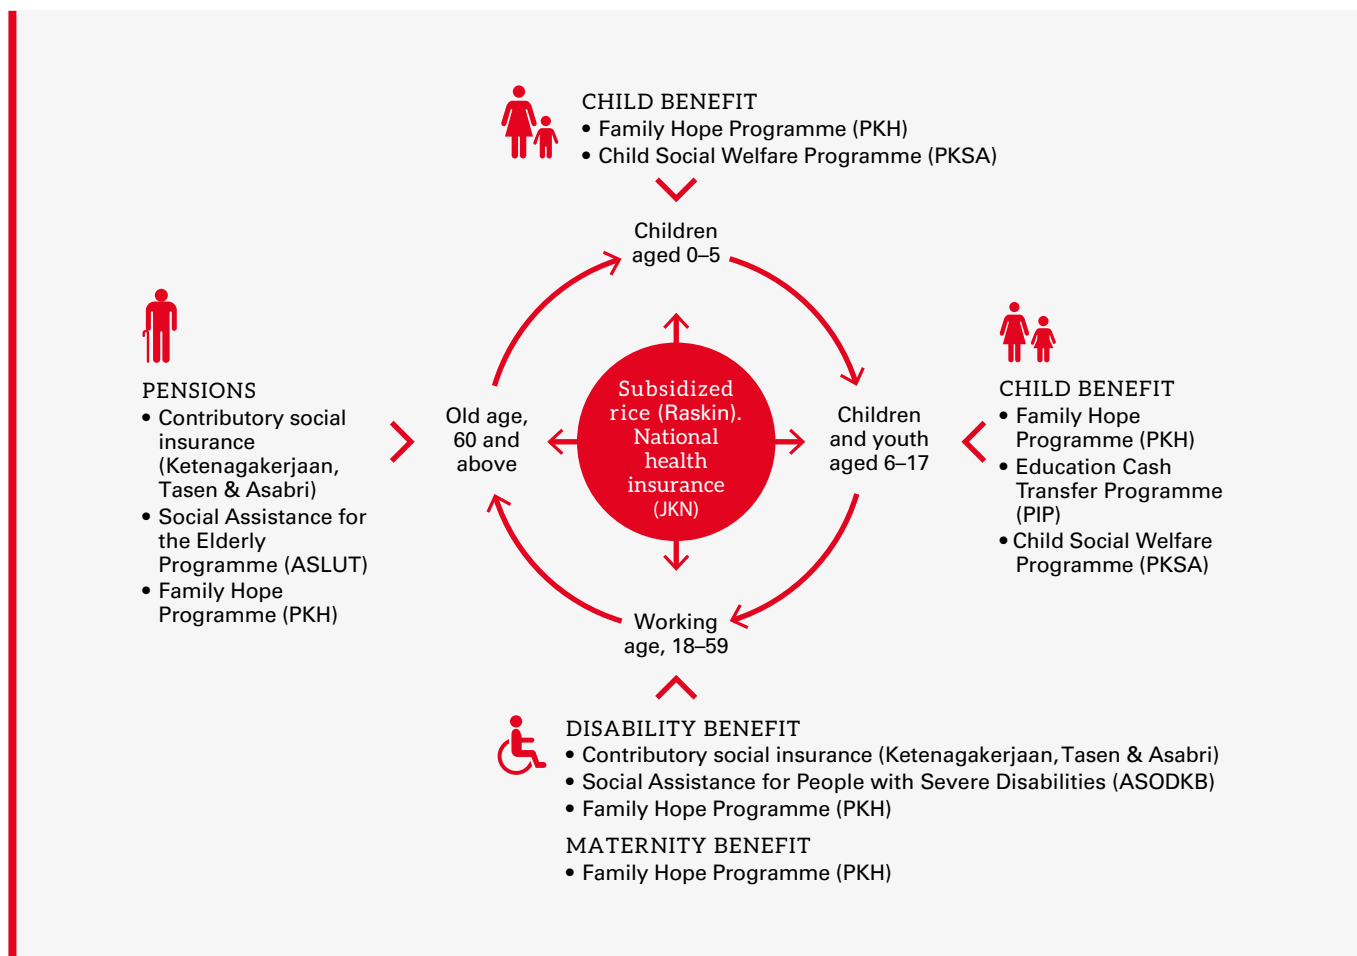 CHILD BENEFIT
• Family Hope Programme (PKH)
• Child Social Welfare Programme (PKSA)
Children
aged 0–5
PENSIONS
• Contributory social
insurance
(Ketenagakerjaan,
Tasen & Asabri)
• Social Assistance for
the Elderly
Programme (ASLUT)
• Family Hope
Programme (PKH)
Old age,
60 and
above
Subsidized
rice (Raskin).
National
health
insurance
(JKN)
Children
and youth
aged 6–17
CHILD BENEFIT
• Family Hope
Programme (PKH)
• Education Cash
Transfer Programme
(PIP)
• Child Social Welfare
Programme (PKSA)
Working
age, 18–59
DISABILITY BENEFIT
• Contributory social insurance (Ketenagakerjaan, Tasen & Asabri)
• Social Assistance for People with Severe Disabilities (ASODKB)
• Family Hope Programme (PKH)
MATERNITY BENEFIT
• Family Hope Programme (PKH)